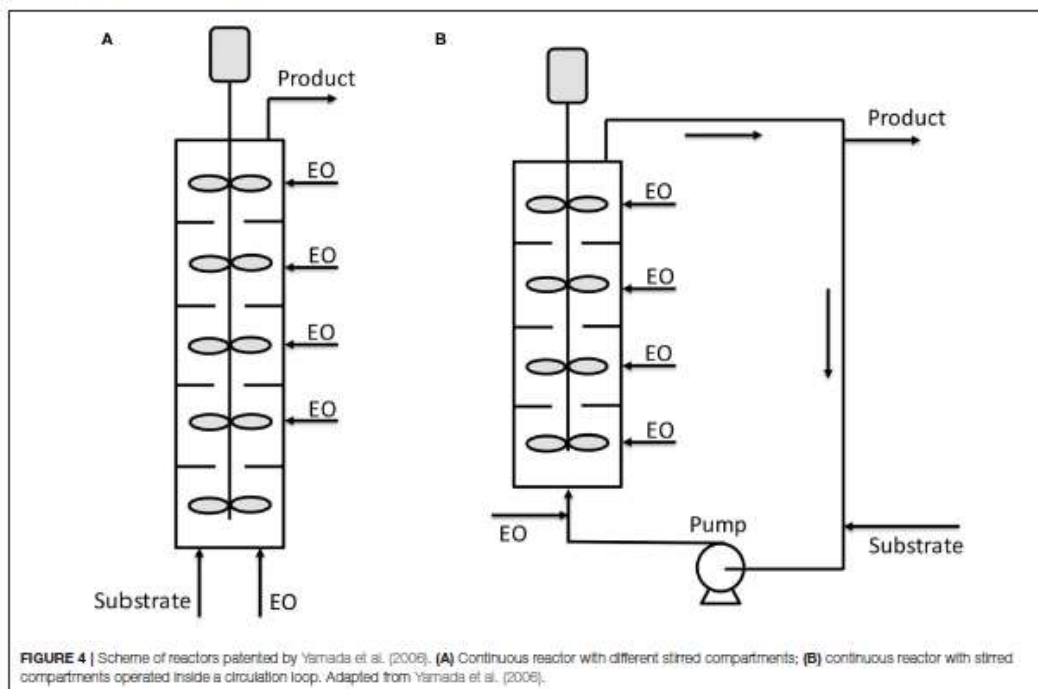 A
Product
EO
EO
EO
EO
Substrate
EO
B
Product
EO
EO
EO
EO
EO
Pump
Substrate
FIGURE 4 | Scheme of reactors patented by Yamada et al. (2006). (A) Continuous reactor with different stirred compartments; (B) continuous reactor with stirred
compartments operated inside a circulation loop. Adapted from Yamada et al. (2006).